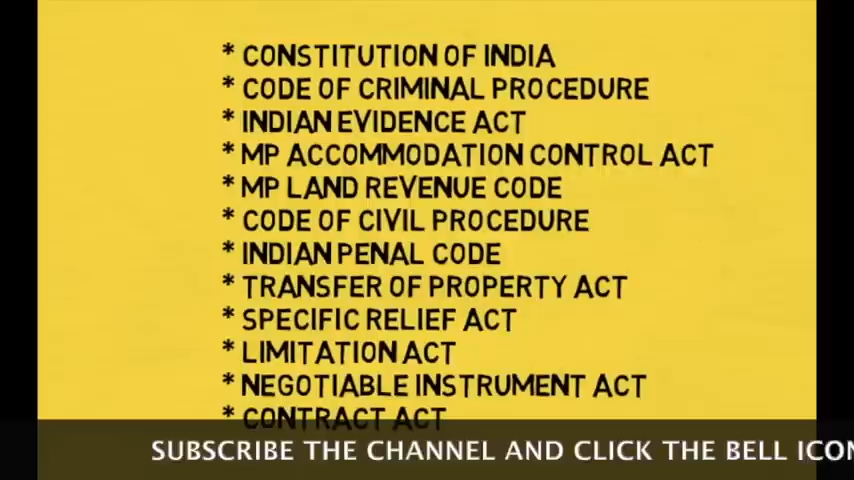 * CONSTITUTION OF INDIA
* CODE OF CRIMINAL PROCEDURE
* INDIAN EVIDENCE ACT
* MP ACCOMMODATION CONTROL ACT
* MP LAND REVENUE CODE
* CODE OF CIVIL PROCEDURE
* INDIAN PENAL CODE
* TRANSFER OF PROPERTY ACT
* SPECIFIC RELIEF ACT
* LIMITATION ACT
* NEGOTIABLE INSTRUMENT ACT
* CONTRACT ACT
SUBSCRIBE THE CHANNEL AND CLICK THE BELL ICON